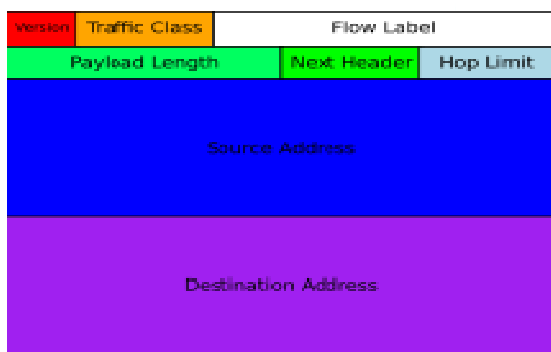 Version Traffic Class Flow Label
Payload Length Next Header Hop Limit
Source Address
Destination Address